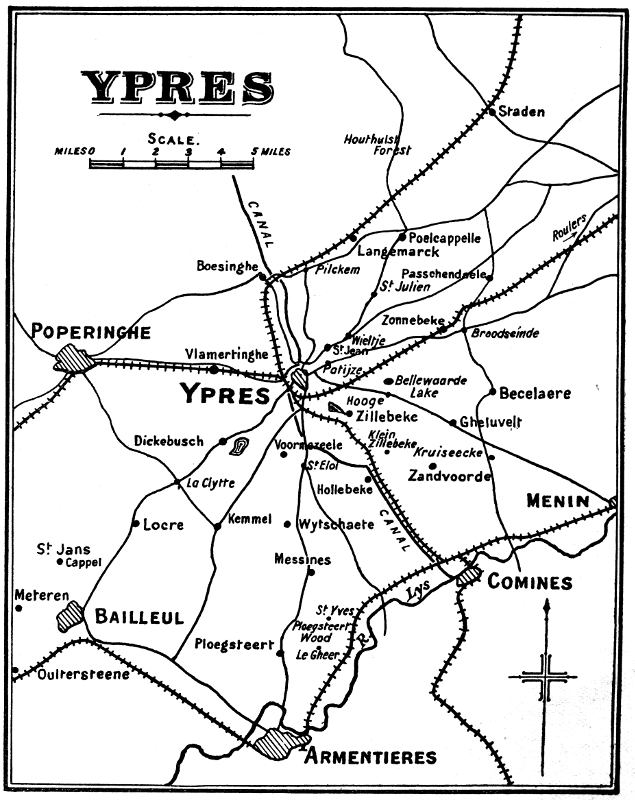 YPRES
SCALE.
MILES 0 1 2 3 4 5 MILES
Staden
Houthulst
Forest
CANAL
Roulers
Poelcappelle
Langemarck
Boesinghe
Pilckem
Passchendaele
St Julien
Zonnebeke
Broodseinde
POPERINGHE
Wieltje
St Jean
Vlamertinghe
Potijze
YPRES
Bellewaarde
Lake
Becelaere
Hooge
Zillebeke
Gheluvelt
Dickebusch
Klein
Zillebeke
Voormezeele
Kruiseecke
St Eloi
Zandvoorde
La Clytte
Hollebeke
MENIN
CANAL
Locre
Kemmel
Wytschaete
St Jans
Cappel
Messines
COMINES
Meteren
R. Lys
BAILLEUL
St Yves
Ploegsteert
Wood
Ploegsteert
Le Gheer
Oultersteene
ARMENTIERES